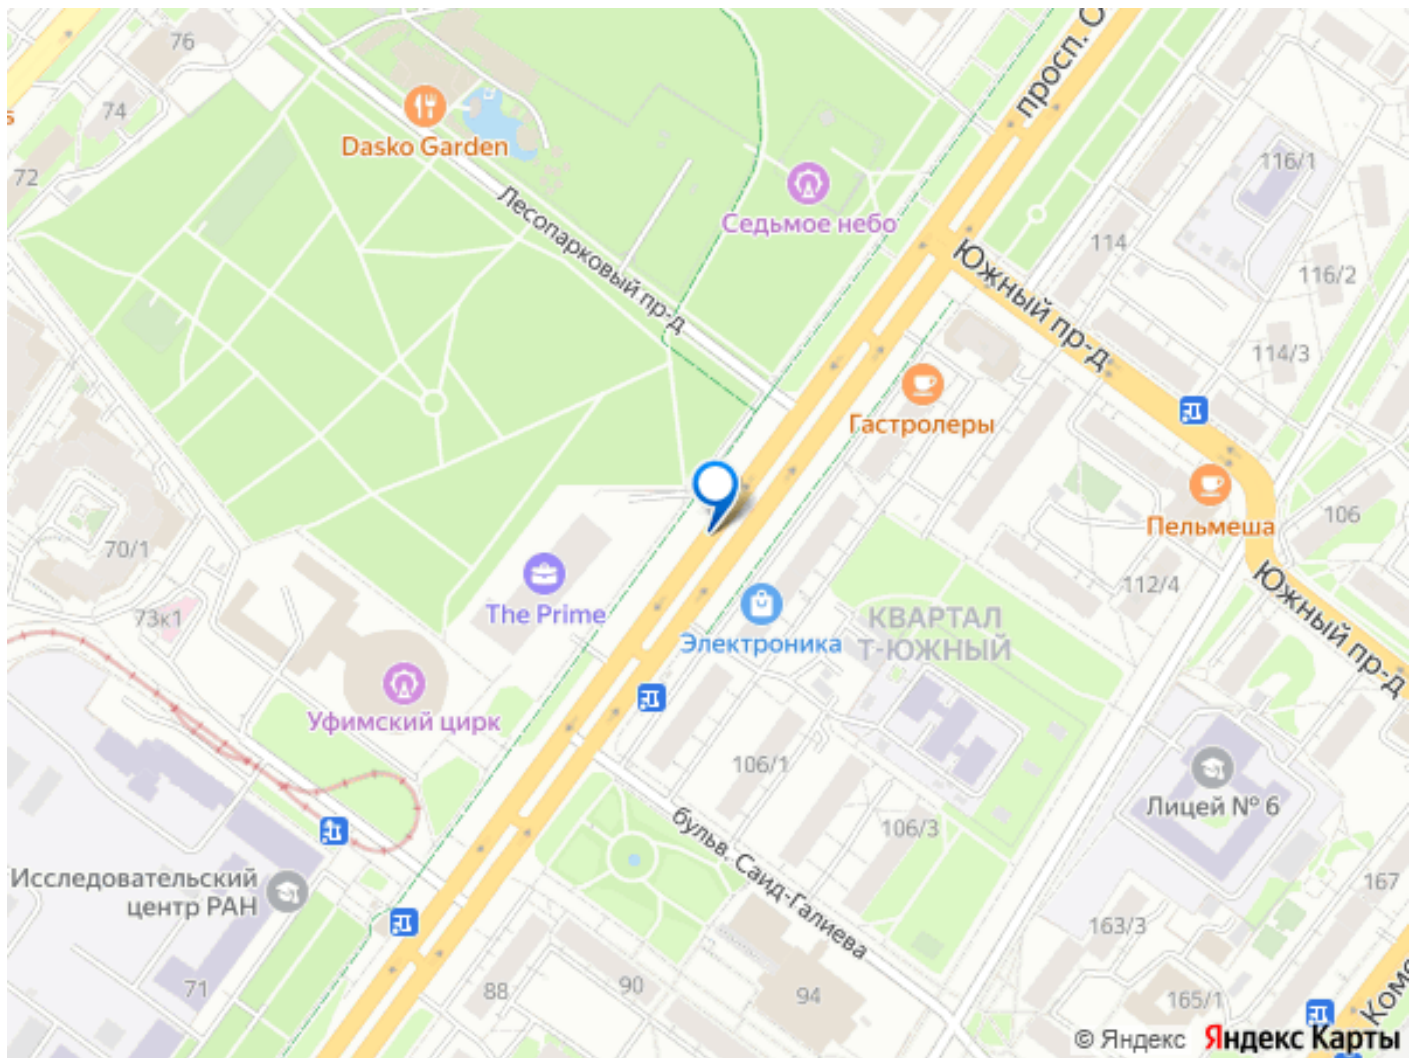 76
просп. О
74
Dasko Garden
116/1
72
Седьмое небо
Лесопарковый пр-д
114
Южный пр-д
116/2
114/3
Гастролеры
Пельмеша
106
70/1
The Prime
112/4
Южный пр-д
73к1
КВАРТАЛ
Т-ЮЖНЫЙ
Электроника
Уфимский цирк
106/1
Лицей № 6
106/3
бульв. Саид-Галиева
Исследовательский
центр РАН
167
163/3
71
88
90
94
165/1
Комс
© Яндекс Яндекс Карты